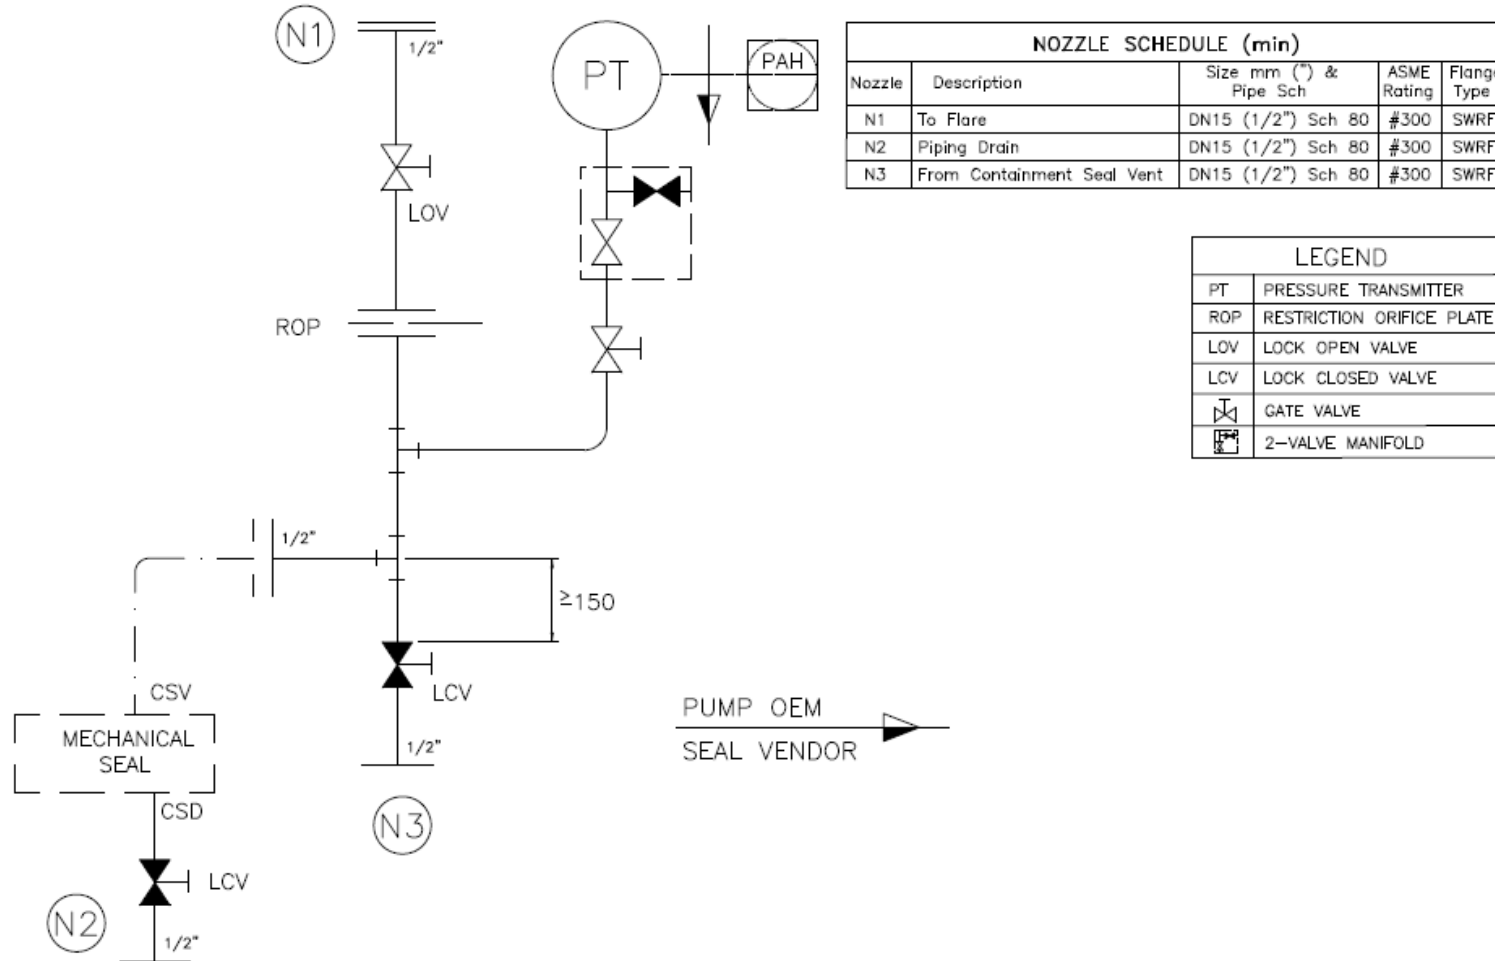 N1
1/2"
PT
PAH
LOV
ROP
1/2"
≥150
CSV
MECHANICAL
SEAL
CSD
LCV
1/2"
N3
LCV
N2
1/2"
PUMP OEM
SEAL VENDOR
NOZZLE SCHEDULE (min)
Nozzle Description Size mm (") & Pipe Sch ASME Rating Flange Type
N1 To Flare DN15 (1/2") Sch 80 #300 SWRF
N2 Piping Drain DN15 (1/2") Sch 80 #300 SWRF
N3 From Containment Seal Vent DN15 (1/2") Sch 80 #300 SWRF
LEGEND
PT PRESSURE TRANSMITTER
ROP RESTRICTION ORIFICE PLATE
LOV LOCK OPEN VALVE
LCV LOCK CLOSED VALVE
GATE VALVE
2-VALVE MANIFOLD